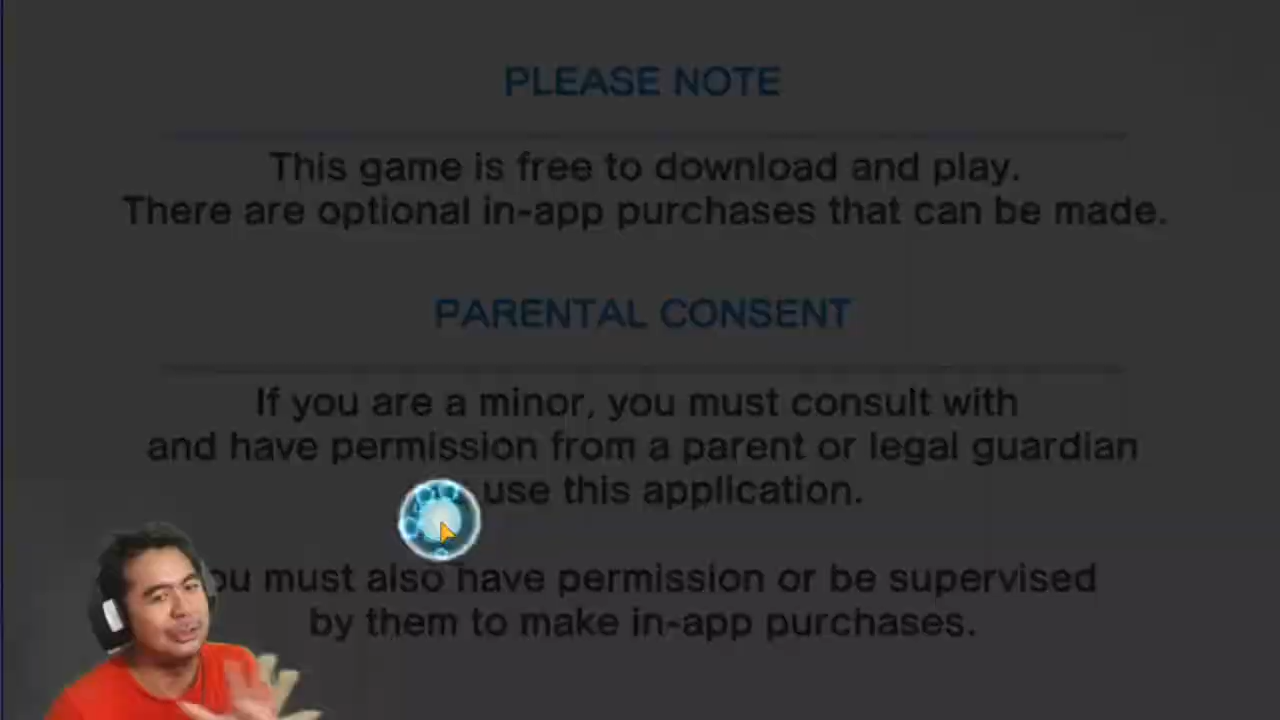 PLEASE NOTE
This game is free to download and play.
There are optional in-app purchases that can be made.
PARENTAL CONSENT
If you are a minor, you must consult with
and have permission from a parent or legal guardian
use this application.
must also have permission or be supervised
by them to make in-app purchases.